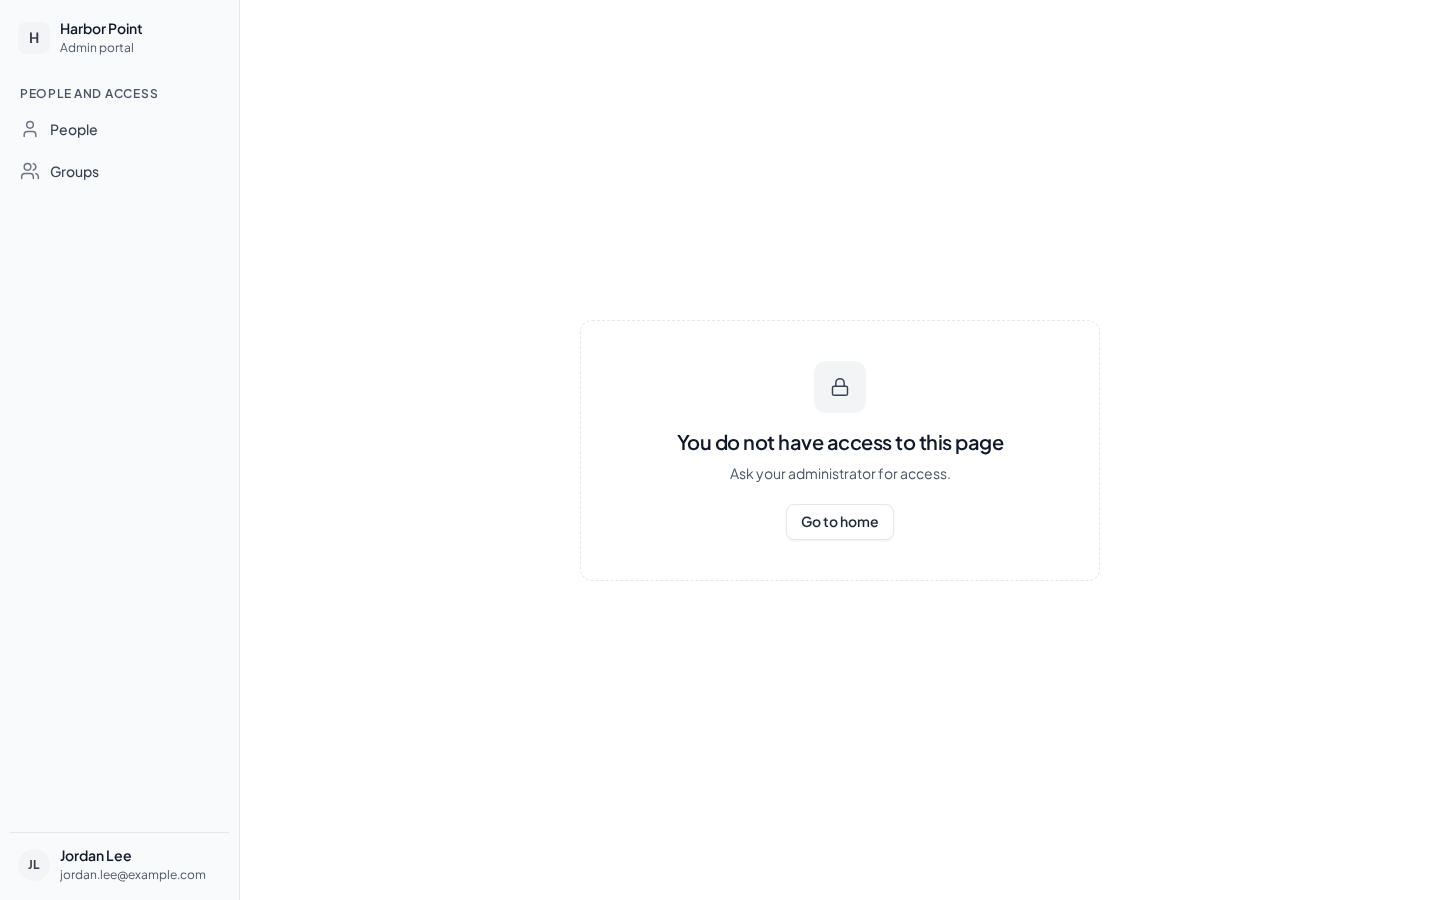 H
Harbor Point
Admin portal
PEOPLE AND ACCESS
People
Groups
You do not have access to this page
Ask your administrator for access.
Go to home
JL
Jordan Lee
jordan.lee@example.com